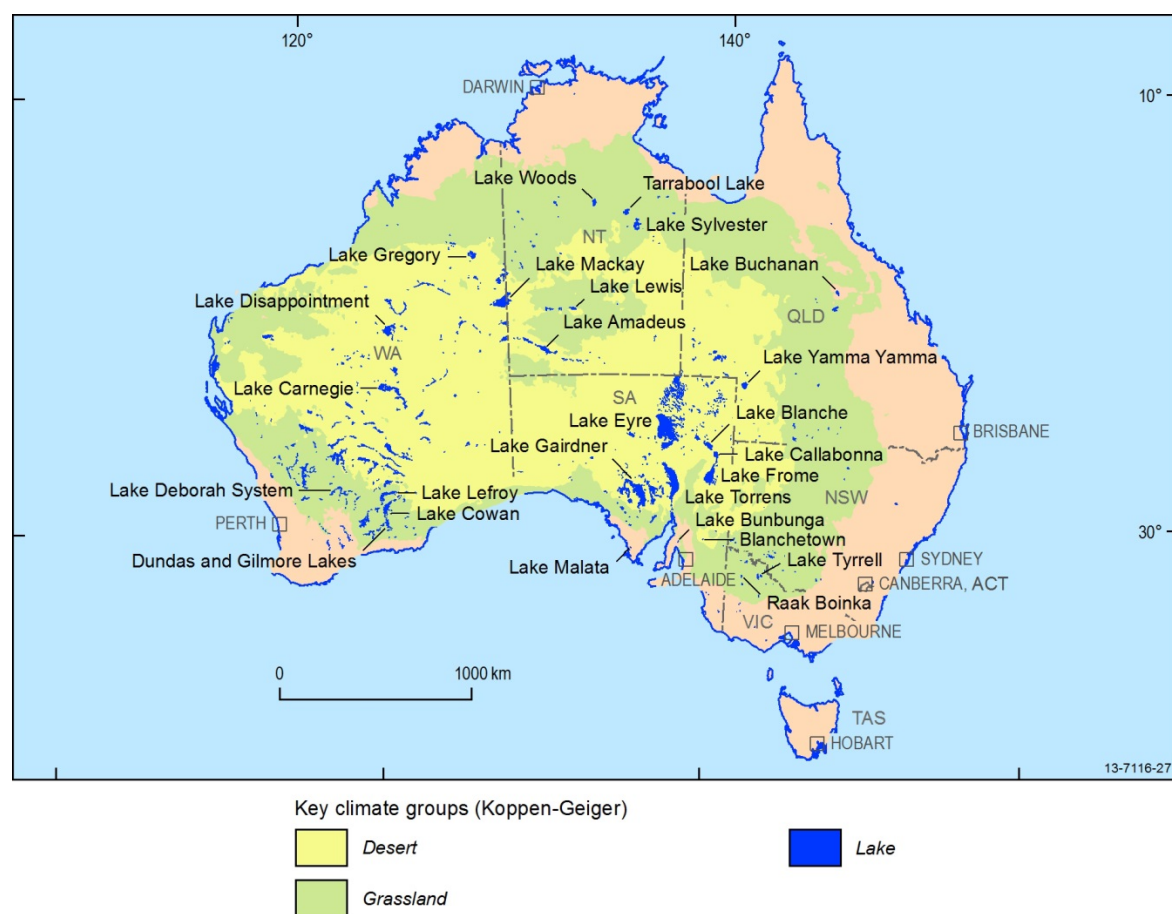 120°
140°
DARWIN
10°
Lake Woods
Tarrabool Lake
NT
Lake Sylvester
Lake Gregory
Lake Mackay
Lake Buchanan
Lake Lewis
Lake Disappointment
QLD
Lake Amadeus
WA
Lake Yamma Yamma
Lake Carnegie
SA
Lake Blanche
Lake Eyre
BRISBANE
Lake Gairdner
Lake Callabonna
Lake Frome
Lake Deborah System
Lake Lefroy
Lake Torrens
NSW
Lake Cowan
PERTH
Lake Bunbunga
30°
Blanchetown
Dundas and Gilmore Lakes
Lake Malata
Lake Tyrrell
SYDNEY
ADELAIDE
CANBERRA, ACT
Raak Boinka
VIC
MELBOURNE
0
1000 km
TAS
HOBART
13-7116-27
Key climate groups (Koppen-Geiger)
Desert
Lake
Grassland